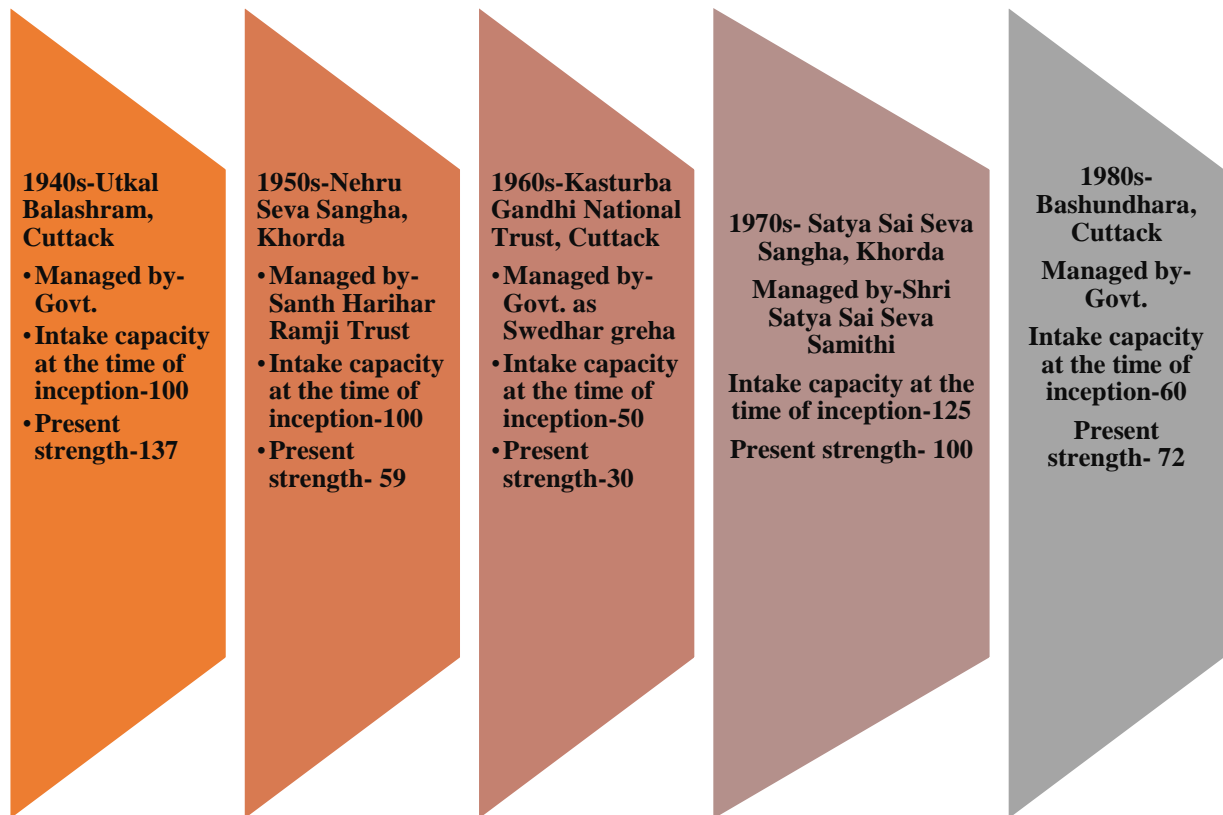 1940s-Utkal
Balashram,
Cuttack
•Managed by-
Govt.
•Intake capacity
at the time of
inception-100
•Present
strength-137
1950s-Nehru
Seva Sangha,
Khorda
•Managed by-
Santh Harihar
Ramji Trust
•Intake capacity
at the time of
inception-100
•Present
strength- 59
1960s-Kasturba
Gandhi National
Trust, Cuttack
•Managed by-
Govt. as
Swedhar greha
•Intake capacity
at the time of
inception-50
•Present
strength-30
1970s- Satya Sai Seva
Sangha, Khorda
Managed by-Shri
Satya Sai Seva
Samithi
Intake capacity at the
time of inception-125
Present strength- 100
1980s-
Bashundhara,
Cuttack
Managed by-
Govt.
Intake capacity
at the time of
inception-60
Present
strength- 72